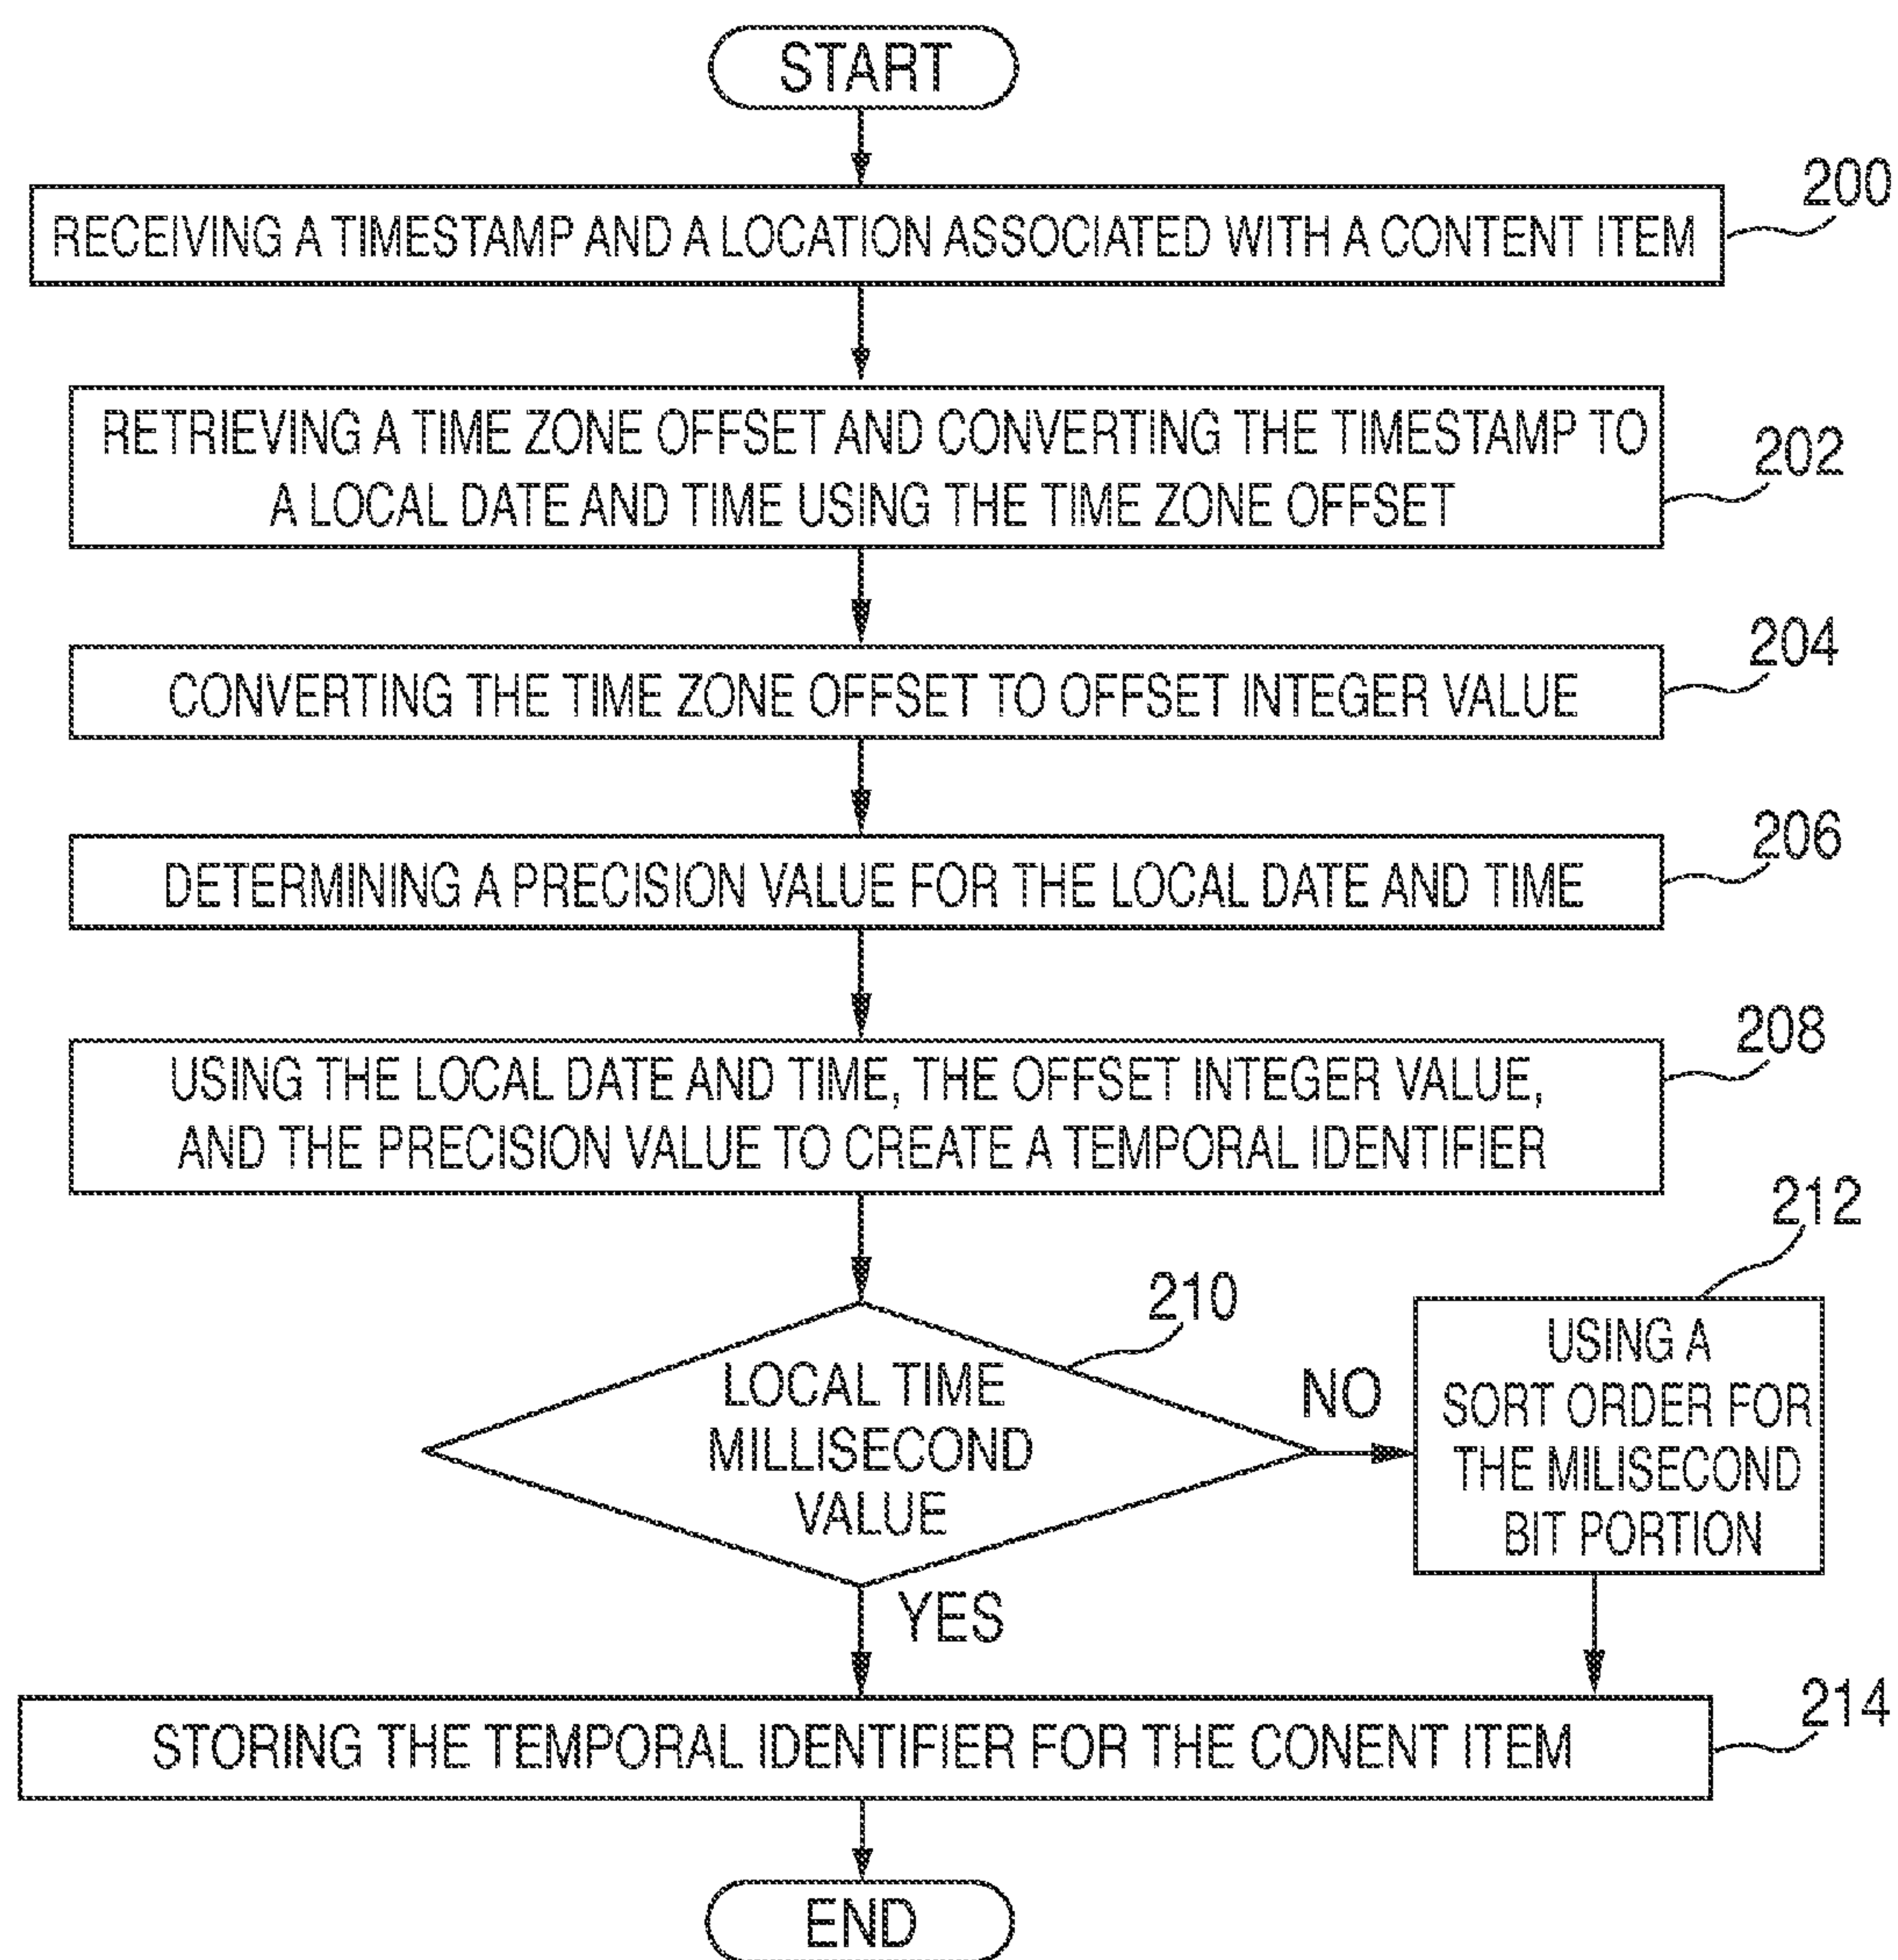 START
200
RECEIVING A TIMESTAMP AND A LOCATION ASSOCIATED WITH A CONTENT ITEM
RETRIEVING A TIME ZONE OFFSET AND CONVERTING THE TIMESTAMP TO
A LOCAL DATE AND TIME USING THE TIME ZONE OFFSET
202
204
CONVERTING THE TIME ZONE OFFSET TO OFFSET INTEGER VALUE
206
DETERMINING A PRECISION VALUE FOR THE LOCAL DATE AND TIME
208
USING THE LOCAL DATE AND TIME, THE OFFSET INTEGER VALUE,
AND THE PRECISION VALUE TO CREATE A TEMPORAL IDENTIFIER
210
LOCAL TIME
MILLISECOND
VALUE
NO
212
USING A
SORT ORDER FOR
THE MILISECOND
BIT PORTION
YES
214
STORING THE TEMPORAL IDENTIFIER FOR THE CONENT ITEM
END